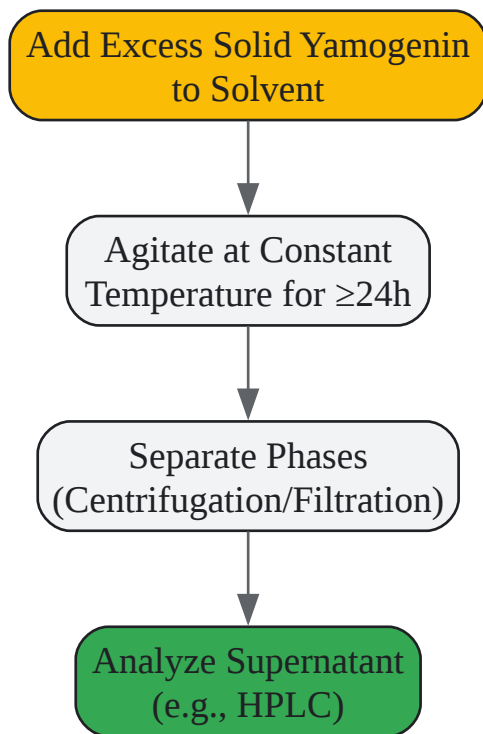 Add Excess Solid Yamogenin
to Solvent
Agitate at Constant
Temperature for ≥24h
Separate Phases
(Centrifugation/Filtration)
Analyze Supernatant
(e.g., HPLC)